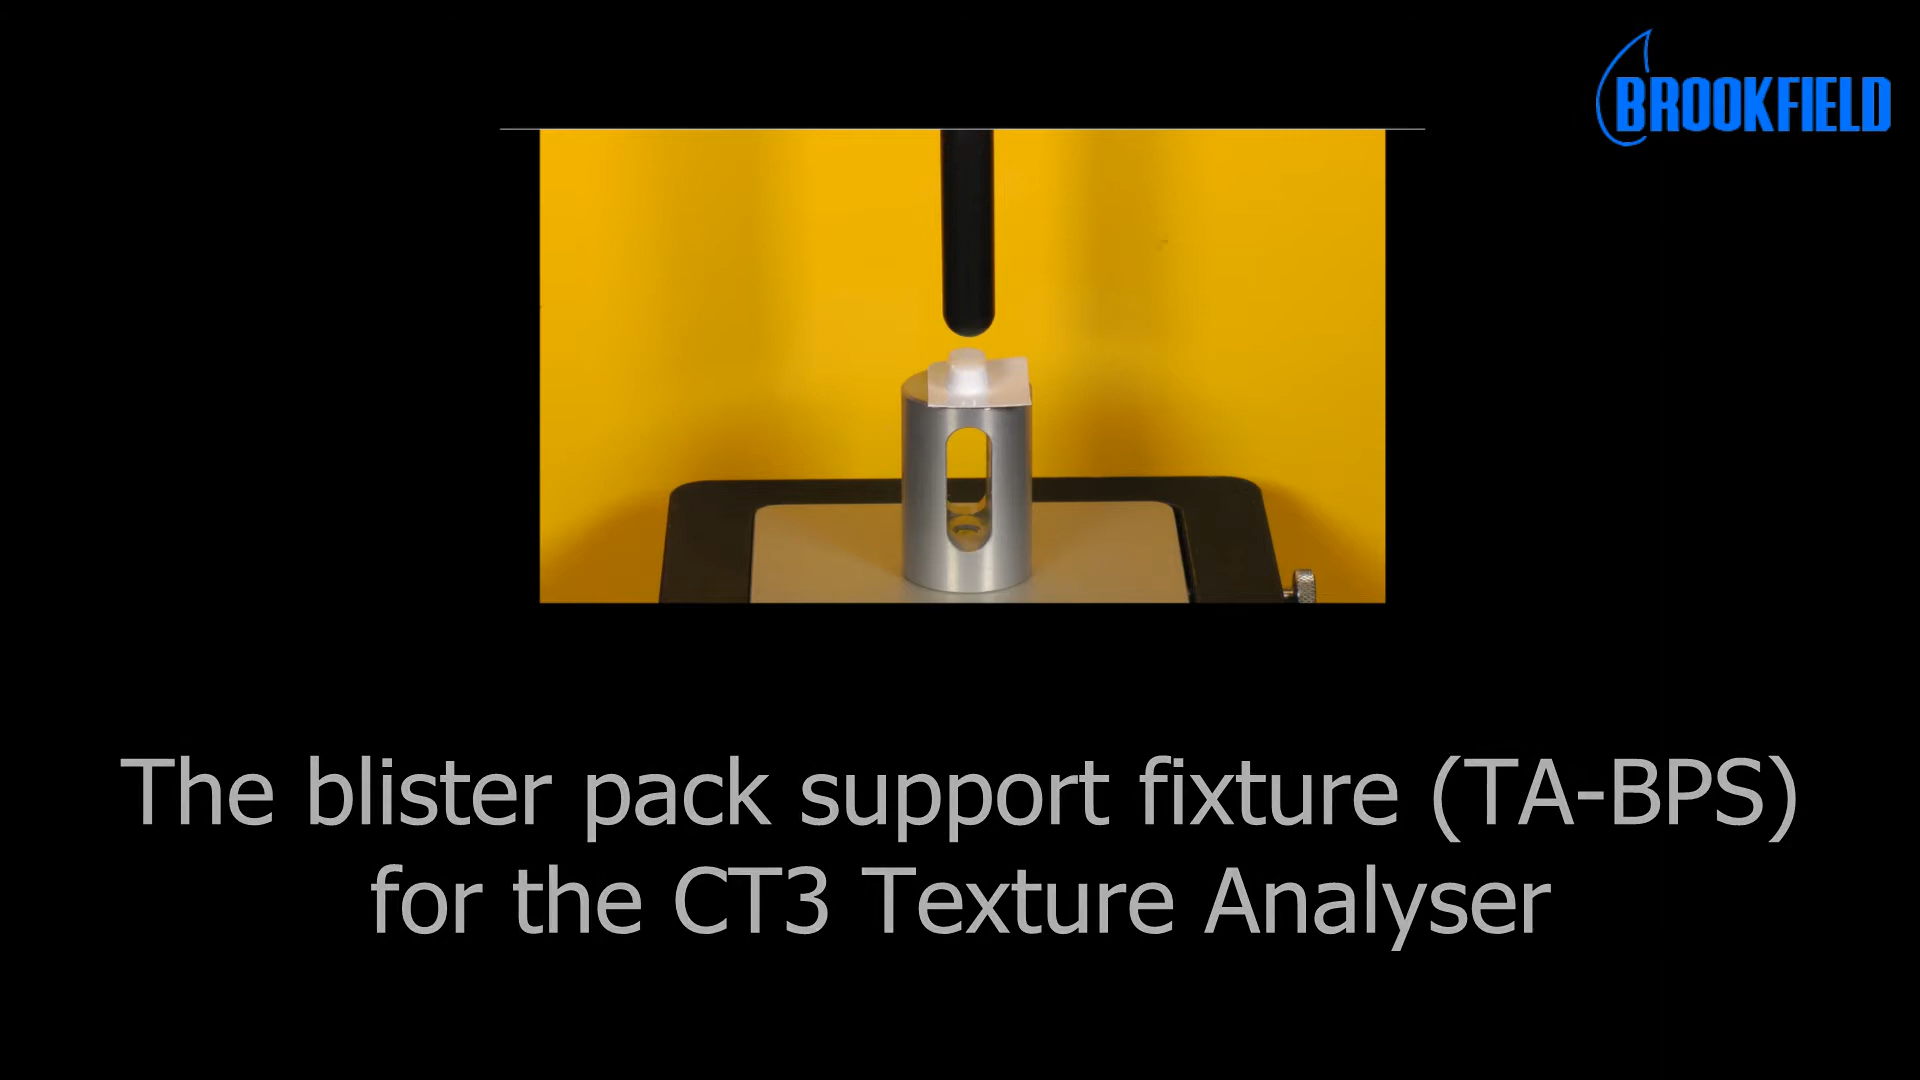 BROOKFIELD
The blister pack support fixture (TA-BPS)
for the CT3 Texture Analyser